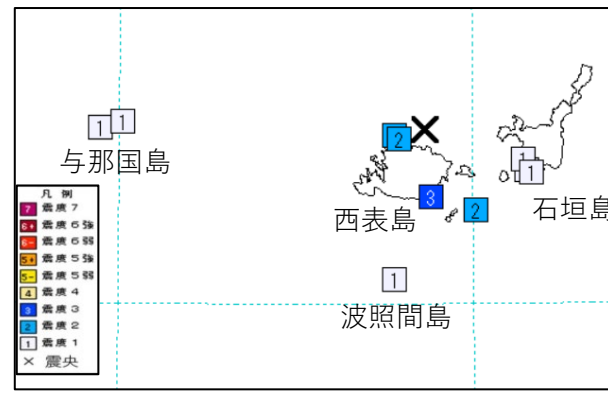 1 1
与那国島
2
1
1
3
2
西表島
石垣島
1
波照間島
凡 例
7 震度 7
6+ 震度 6 強
6- 震度 6 弱
5+ 震度 5 強
5- 震度 5 弱
4 震度 4
3 震度 3
2 震度 2
1 震度 1
× 震央